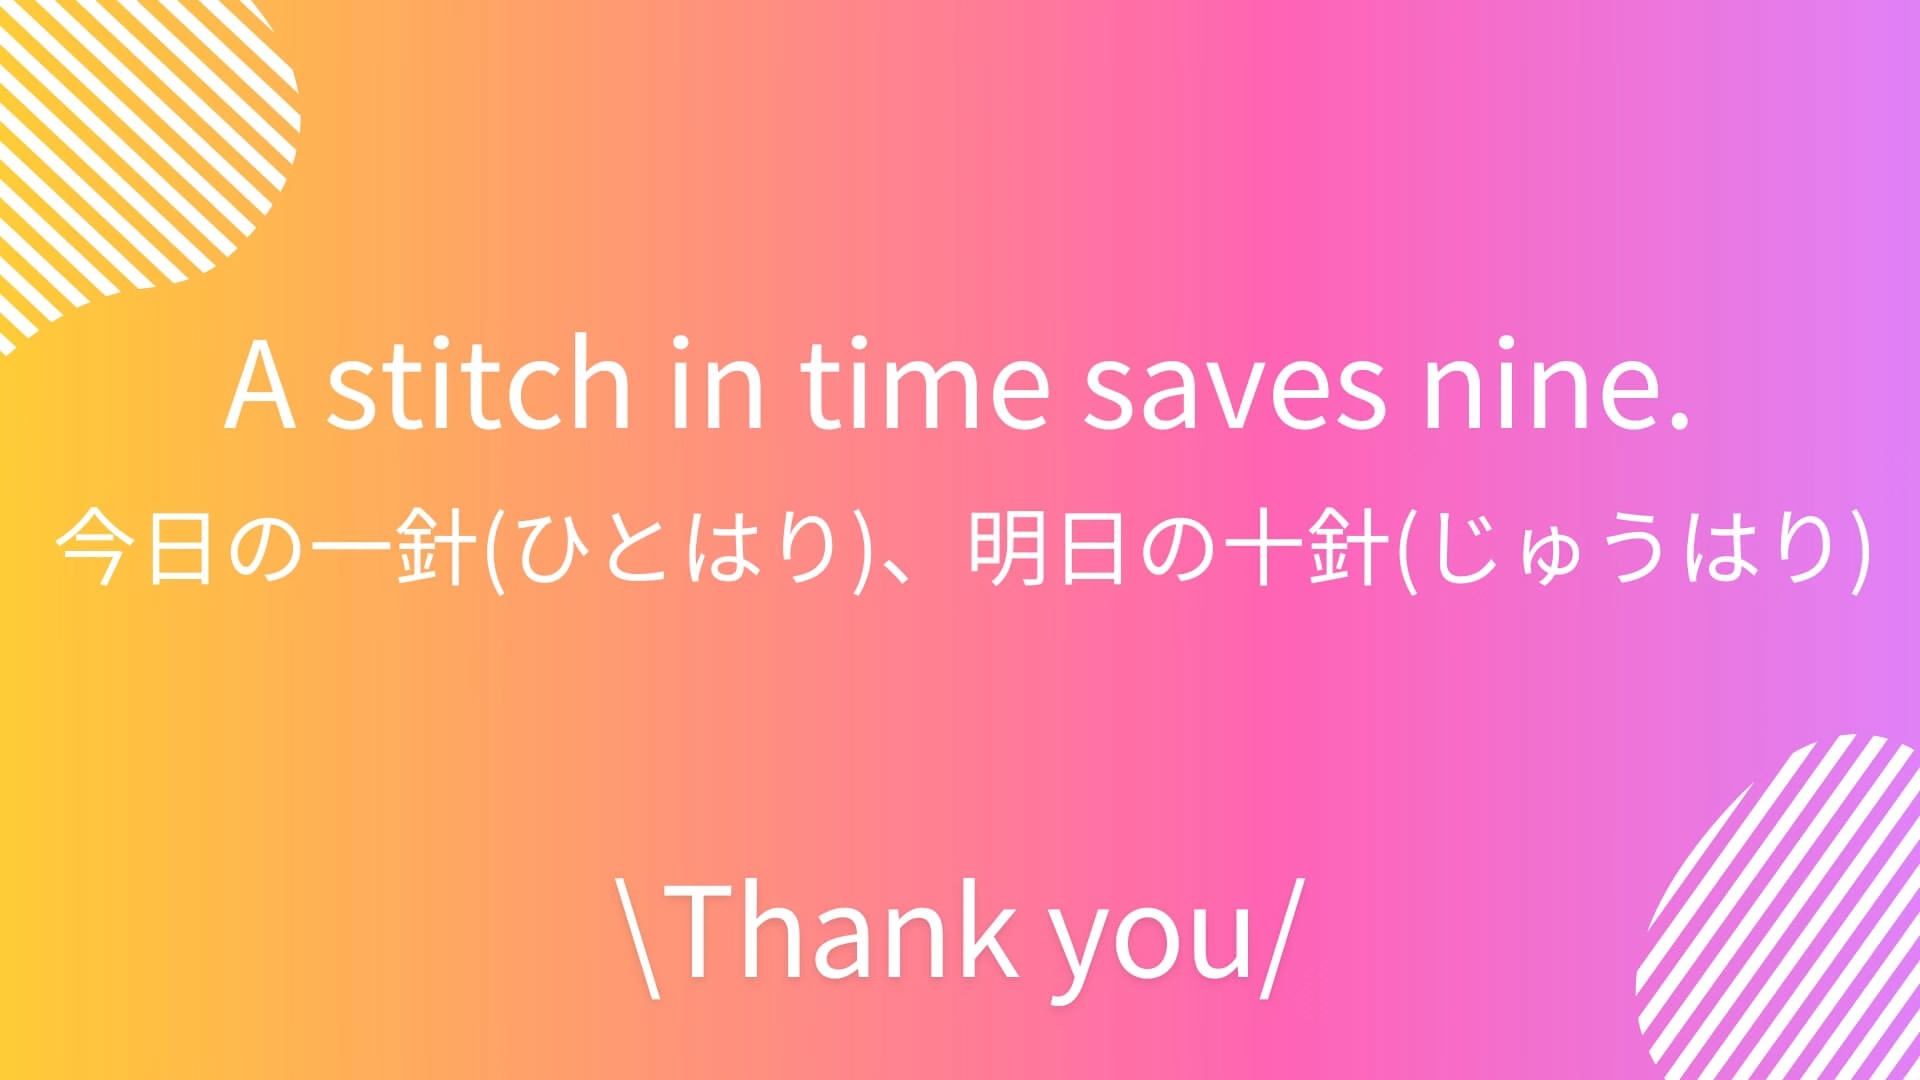 A stitch in time saves nine.
今日の一針(ひとはり)、明日の十針(じゅうはり)
\Thank you/